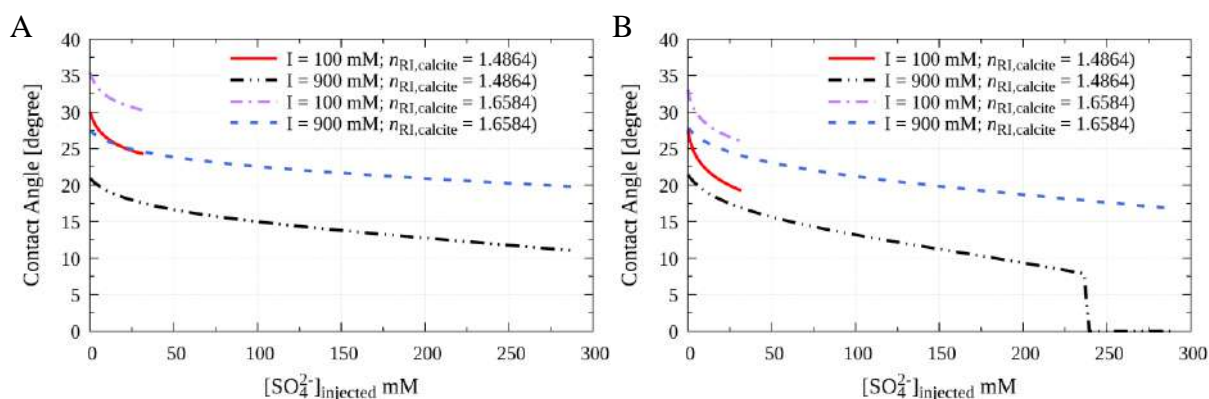 A
B
40
35
30
25
20
15
10
5
0
0 50 100 150 200 250 300
Contact Angle [degree]
[SO₄²⁻]injected mM
I = 100 mM; nRI,calcite = 1.4864)
I = 900 mM; nRI,calcite = 1.4864)
I = 100 mM; nRI,calcite = 1.6584)
I = 900 mM; nRI,calcite = 1.6584)
40
35
30
25
20
15
10
5
0
0 50 100 150 200 250 300
Contact Angle [degree]
[SO₄²⁻]injected mM
I = 100 mM; nRI,calcite = 1.4864)
I = 900 mM; nRI,calcite = 1.4864)
I = 100 mM; nRI,calcite = 1.6584)
I = 900 mM; nRI,calcite = 1.6584)